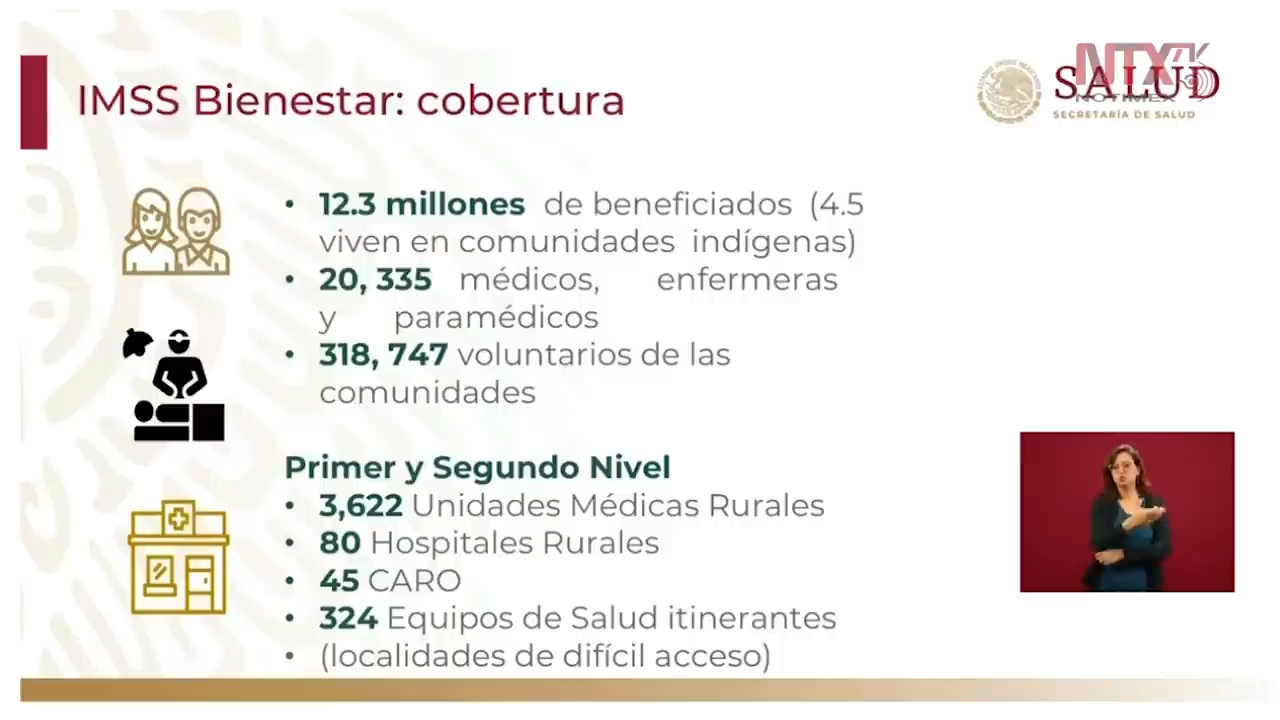 IMSS Bienestar: cobertura
NTX
NOTIMEX
SALUD
SECRETARÍA DE SALUD
• 12.3 millones de beneficiados (4.5
viven en comunidades indígenas)
• 20, 335 médicos, enfermeras
y paramédicos
• 318, 747 voluntarios de las
comunidades
Primer y Segundo Nivel
• 3,622 Unidades Médicas Rurales
• 80 Hospitales Rurales
• 45 CARO
• 324 Equipos de Salud itinerantes
• (localidades de difícil acceso)